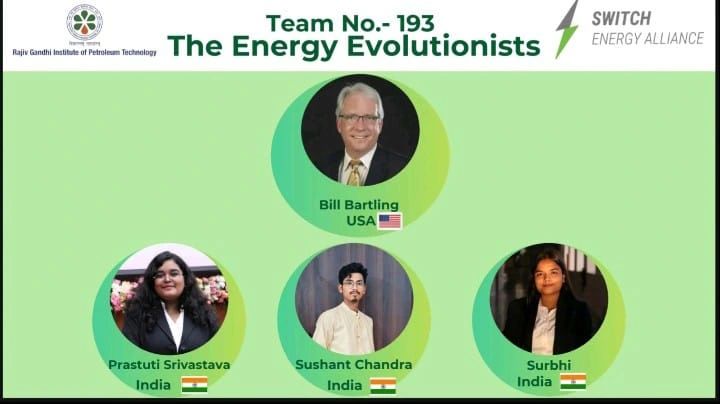 Team No.- 193
The Energy Evolutionists
Rajiv Gandhi Institute of Petroleum Technology
SWITCH
ENERGY ALLIANCE
Bill Bartling
USA
Prastuti Srivastava
India
Sushant Chandra
India
Surbhi
India